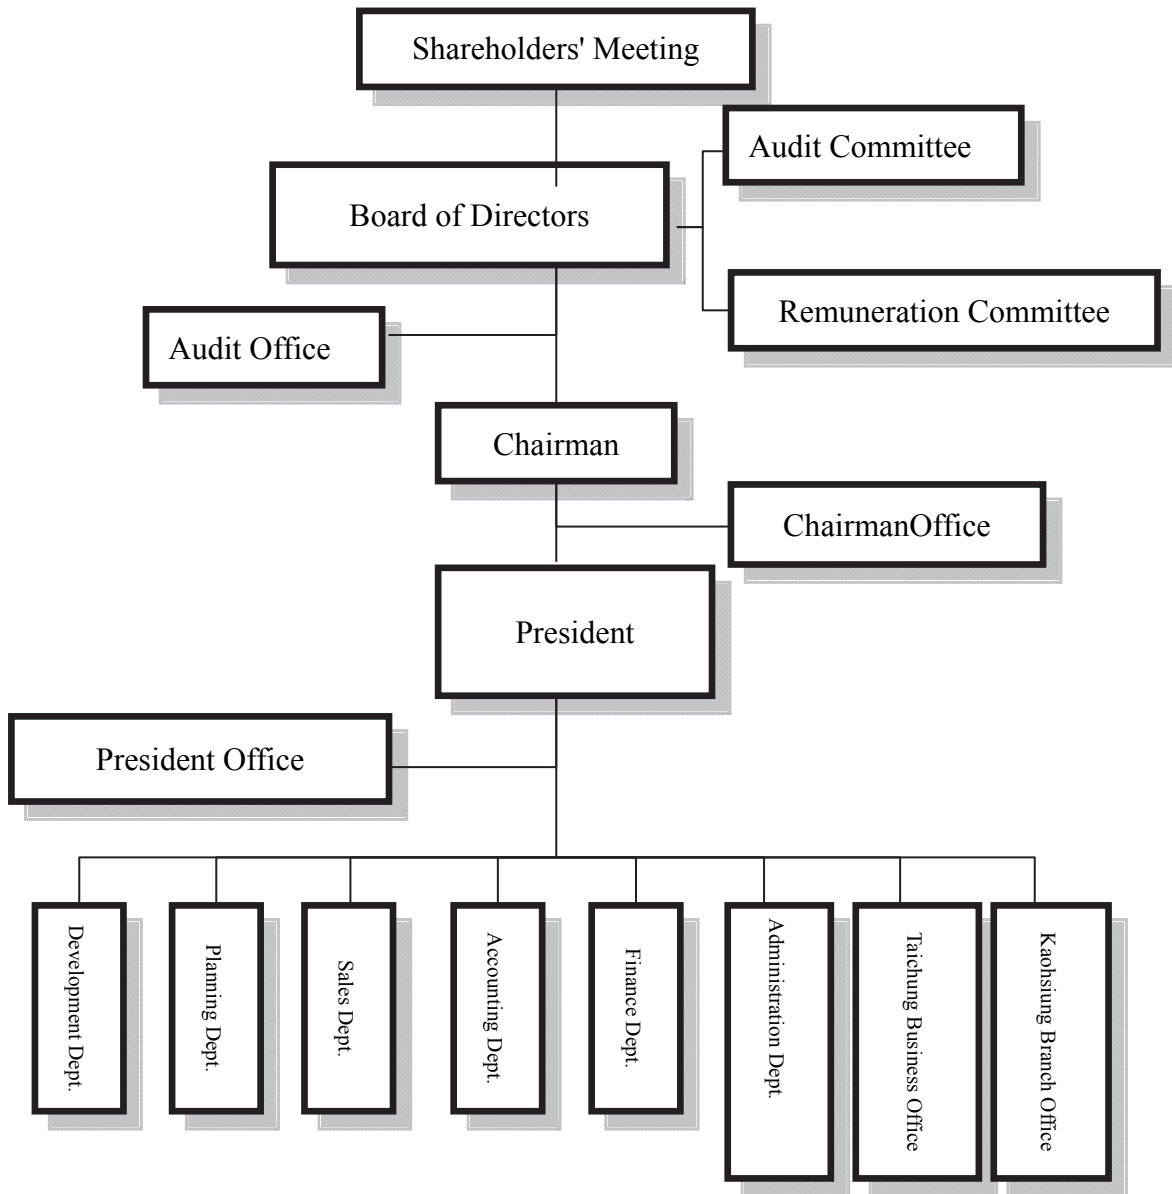 Shareholders' Meeting
Audit Committee
Board of Directors
Remuneration Committee
Audit Office
Chairman
ChairmanOffice
President
President Office
Development Dept.
Planning Dept.
Sales Dept.
Accounting Dept.
Finance Dept.
Administration Dept.
Taichung Business Office
Kaohsiung Branch Office